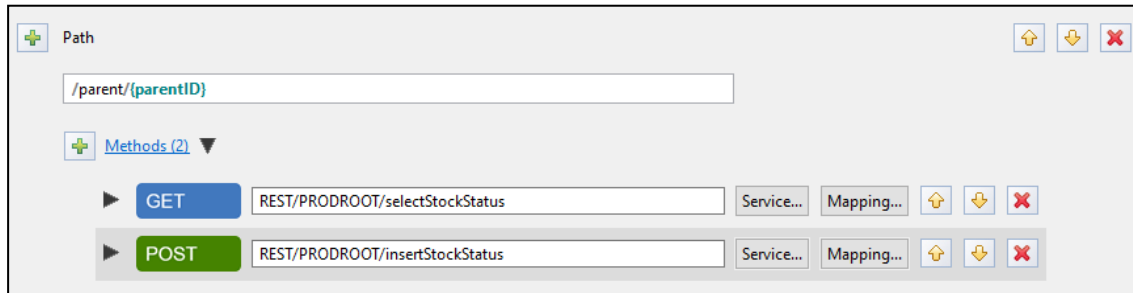 Path
/parent/{parentID}
Methods (2)
GET REST/PRODROOT/selectStockStatus Service... Mapping...
POST REST/PRODROOT/insertStockStatus Service... Mapping...